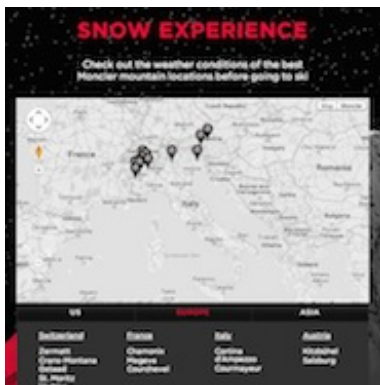 SNOW EXPERIENCE
Check out the weather conditions of the best
Moncler mountain locations before going to ski
France
Italy
Romania
US
EUROPE
ASIA
Switzerland
Zermatt
Crans-Montana
Gstaad
St. Moritz
France
Chamonix
Megeve
Courchevel
Italy
Cortina
d'Ampezzo
Courmayeur
Austria
Kitzbühel
Salzburg